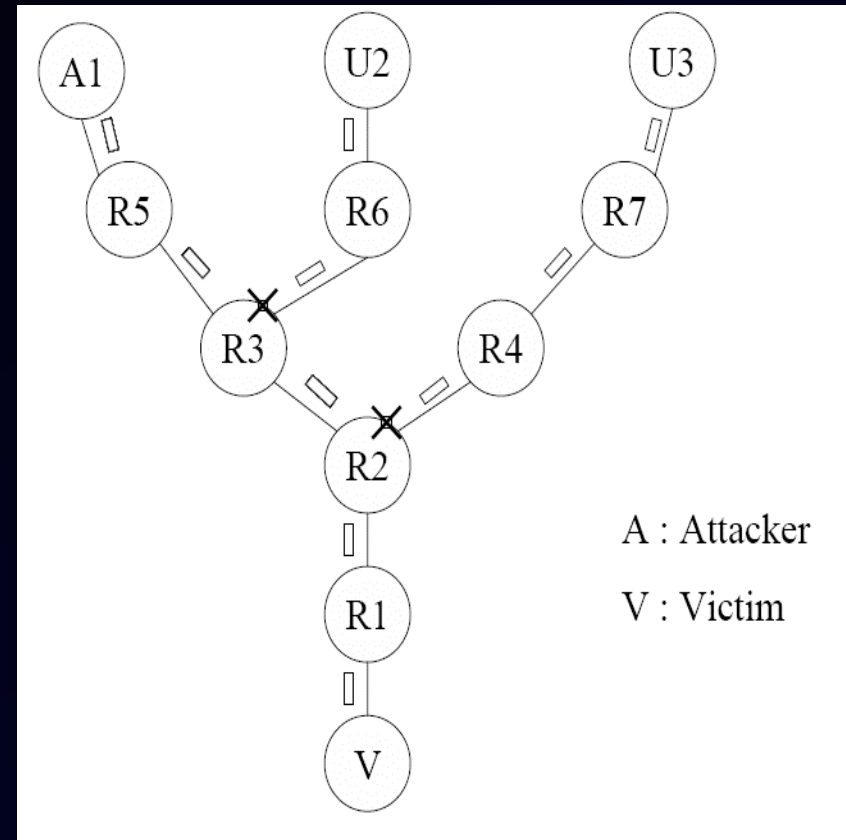 A1
U2
U3
R5
R6
R7
R3
R4
R2
A : Attacker
R1
V : Victim
V